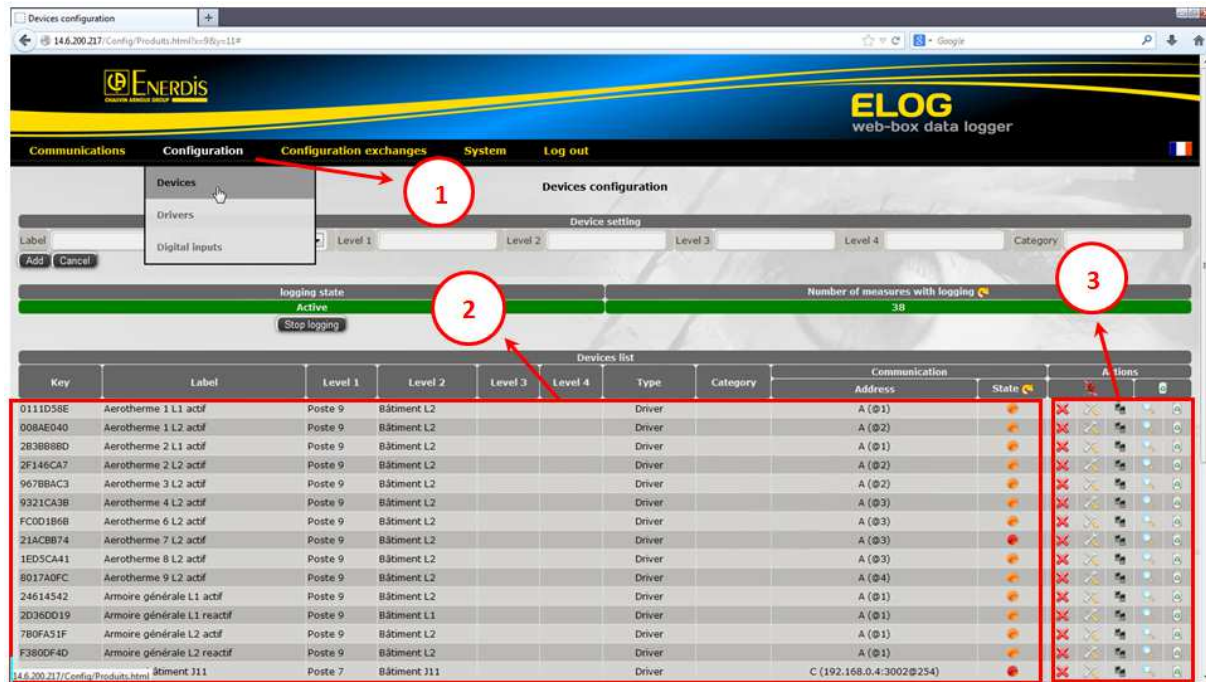 Devices configuration +
14.6.200.217/Config/Produits.html?x=9&y=11# Google
ENERDIS
CHAUVIN ARNOUX GROUP
ELOG
web-box data logger
Communications Configuration Configuration exchanges System Log out
Devices
Drivers
Digital inputs
1
Devices configuration
Device setting
Label Level 1 Level 2 Level 3 Level 4 Category
Add Cancel
2
3
logging state Number of measures with logging
Active 38
Stop logging
Devices list
Key Label Level 1 Level 2 Level 3 Level 4 Type Category Communication Actions
Address State
0111D58E Aerotherme 1 L1 actif Poste 9 Bâtiment L2 Driver A (@1)
008AE040 Aerotherme 1 L2 actif Poste 9 Bâtiment L2 Driver A (@2)
2B3BB8BD Aerotherme 2 L1 actif Poste 9 Bâtiment L2 Driver A (@1)
2F146CA7 Aerotherme 2 L2 actif Poste 9 Bâtiment L2 Driver A (@2)
967BBAC3 Aerotherme 3 L2 actif Poste 9 Bâtiment L2 Driver A (@2)
9321CA3B Aerotherme 4 L2 actif Poste 9 Bâtiment L2 Driver A (@3)
FC0D1B6B Aerotherme 6 L2 actif Poste 9 Bâtiment L2 Driver A (@3)
21ACBB74 Aerotherme 7 L2 actif Poste 9 Bâtiment L2 Driver A (@3)
1ED5CA41 Aerotherme 8 L2 actif Poste 9 Bâtiment L2 Driver A (@3)
8017A0FC Aerotherme 9 L2 actif Poste 9 Bâtiment L2 Driver A (@4)
24614542 Armoire générale L1 actif Poste 9 Bâtiment L2 Driver A (@1)
2D36DD19 Armoire générale L1 reactif Poste 9 Bâtiment L1 Driver A (@1)
7B0FA51F Armoire générale L2 actif Poste 9 Bâtiment L2 Driver A (@1)
F380DF4D Armoire générale L2 reactif Poste 9 Bâtiment L2 Driver A (@1)
14.6.200.217/Config/Produits.html âtiment J11 Poste 7 Bâtiment J11 Driver C (192.168.0.4:3002@254)